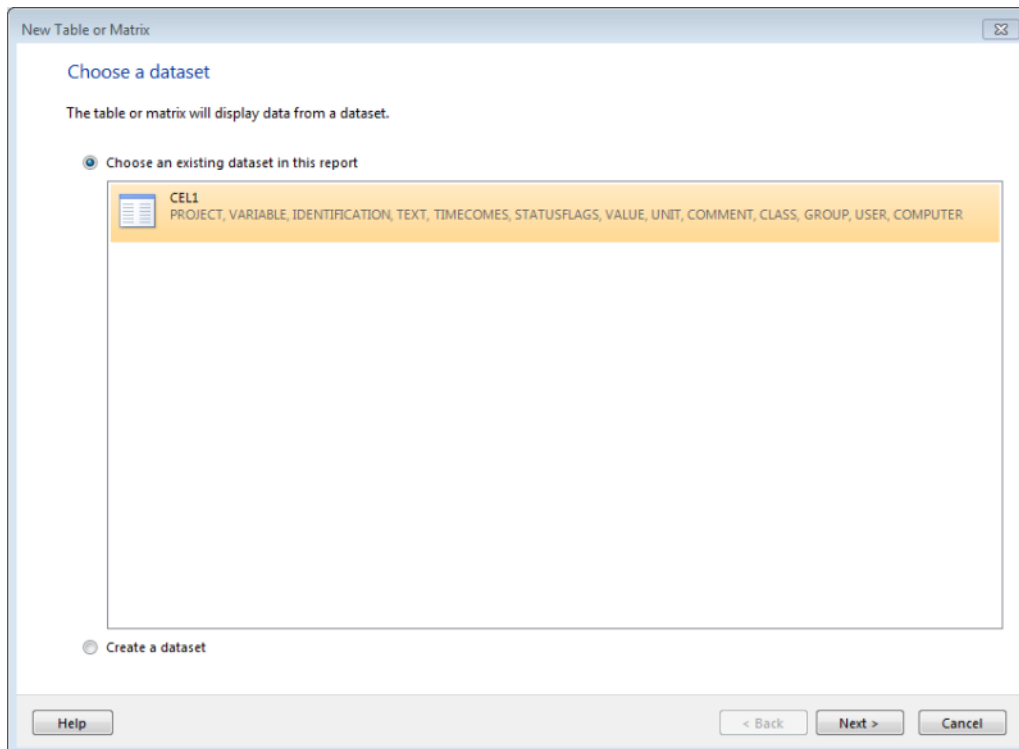 New Table or Matrix
Choose a dataset
The table or matrix will display data from a dataset.
Choose an existing dataset in this report
CEL1
PROJECT, VARIABLE, IDENTIFICATION, TEXT, TIMECOMES, STATUSFLAGS, VALUE, UNIT, COMMENT, CLASS, GROUP, USER, COMPUTER
Create a dataset
Help
< Back
Next >
Cancel